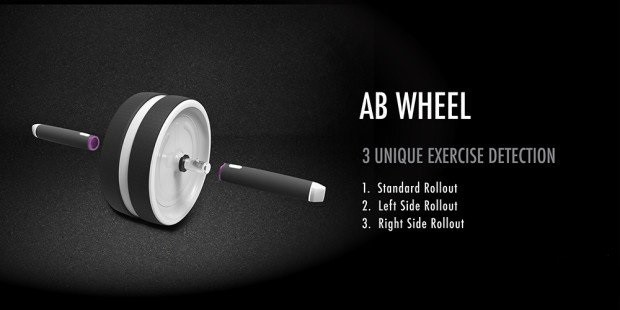 AB WHEEL
3 UNIQUE EXERCISE DETECTION
1. Standard Rollout
2. Left Side Rollout
3. Right Side Rollout